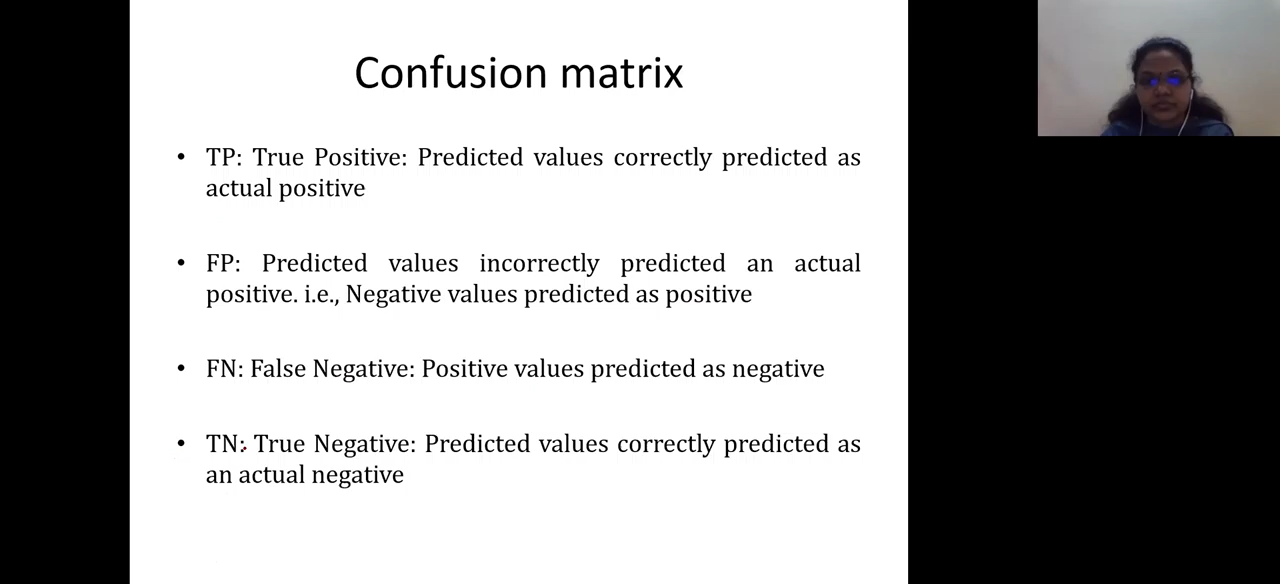 Confusion matrix
• TP: True Positive: Predicted values correctly predicted as
actual positive
• FP: Predicted values incorrectly predicted an actual
positive. i.e., Negative values predicted as positive
• FN: False Negative: Positive values predicted as negative
• TN: True Negative: Predicted values correctly predicted as
an actual negative